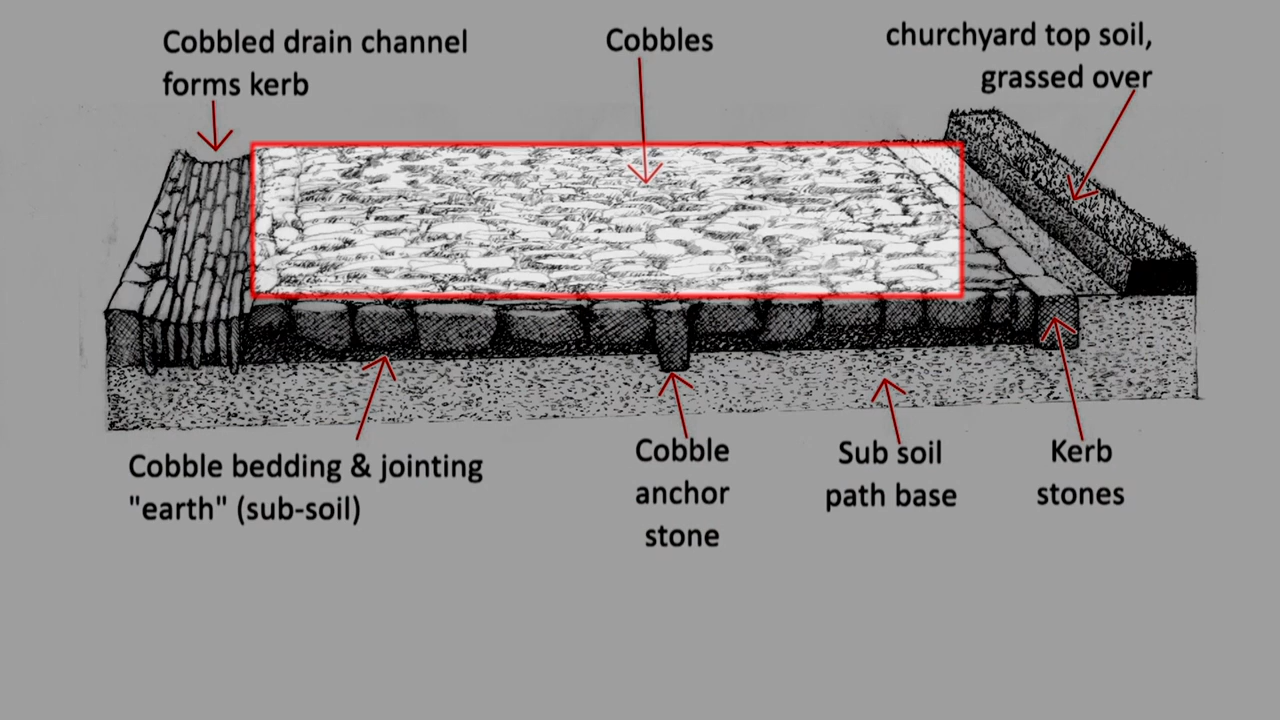 Cobbled drain channel
forms kerb
Cobbles
churchyard top soil,
grassed over
Cobble bedding & jointing
"earth" (sub-soil)
Cobble
anchor
stone
Sub soil
path base
Kerb
stones